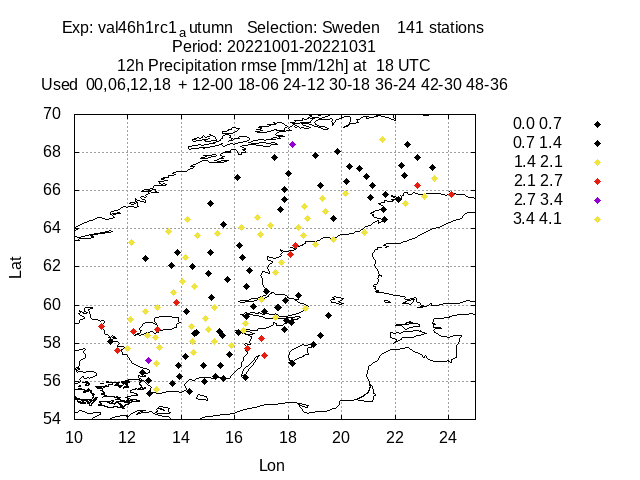 Exp: val46h1rc1a utumn Selection: Sweden 141 stations
Period: 20221001-20221031
12h Precipitation rmse [mm/12h] at 18 UTC
Used 00,06,12,18 + 12-00 18-06 24-12 30-18 36-24 42-30 48-36
70
68
66
64
62
60
58
56
54
Lat
10 12 14 16 18 20 22 24
Lon
0.0 0.7
0.7 1.4
1.4 2.1
2.1 2.7
2.7 3.4
3.4 4.1